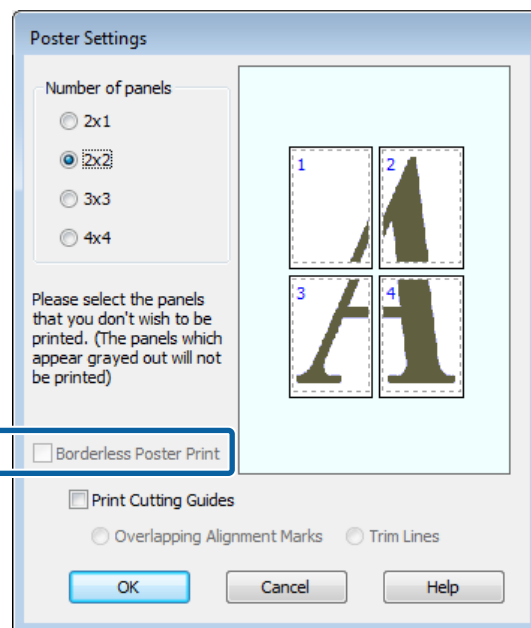 Poster Settings
Number of panels
2x1
2x2
3x3
4x4
1
2
3
4
A
Please select the panels
that you don't wish to be
printed. (The panels which
appear grayed out will not
be printed)
Borderless Poster Print
Print Cutting Guides
Overlapping Alignment Marks
Trim Lines
OK
Cancel
Help